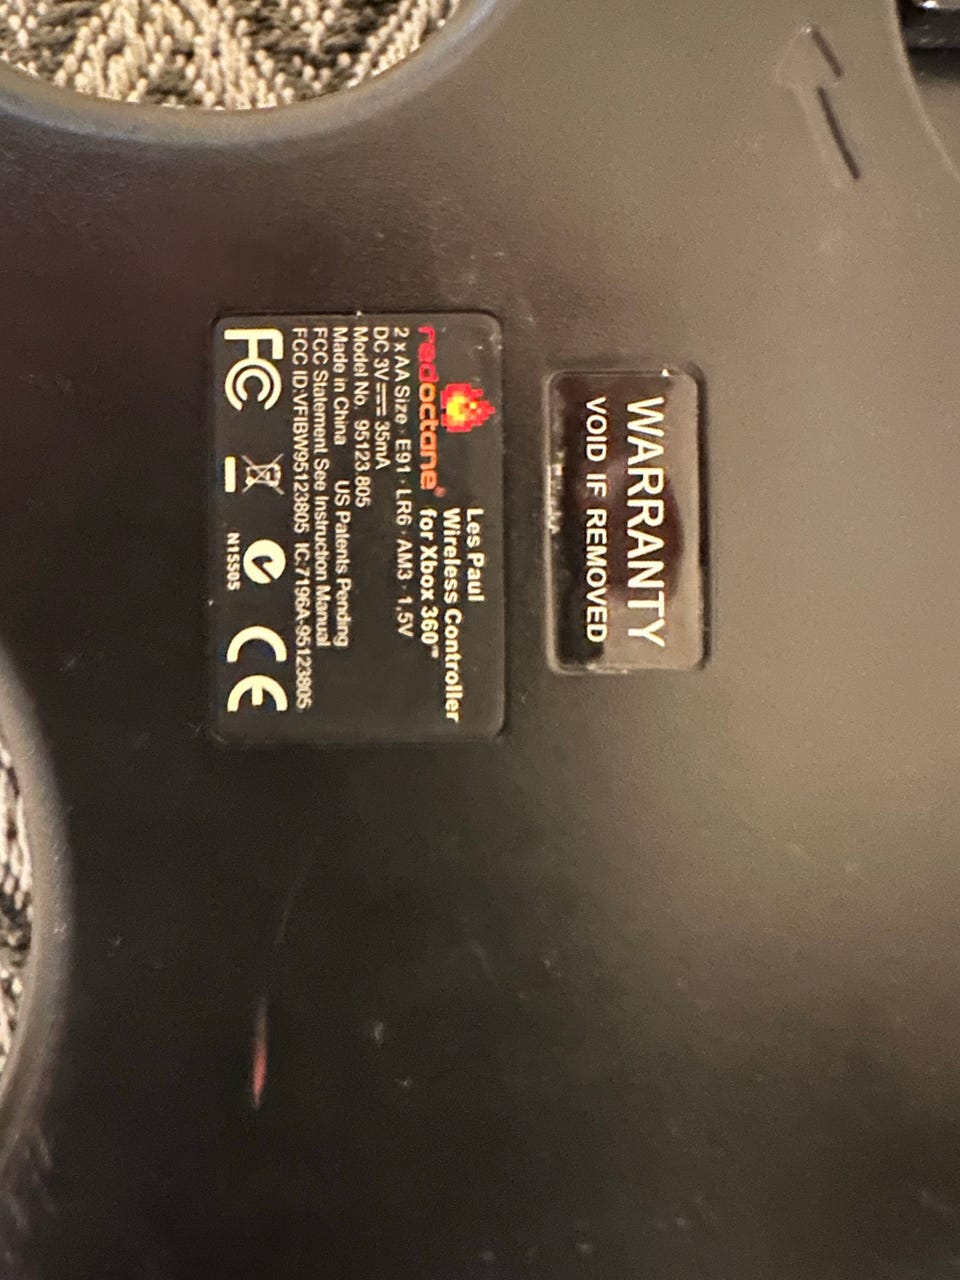 WARRANTY
VOID IF REMOVED
redoctane®
Les Paul
Wireless Controller
for Xbox 360™
2 x AA Size · E91 · LR6 · AM3 · 1,5V
DC 3V 35mA
Model No. 95123.805
Made in China US Patents Pending
FCC Statement See Instruction Manual
FCC ID:VFIBW95123805 IC:7196A-95123805
FC
N15505
CE